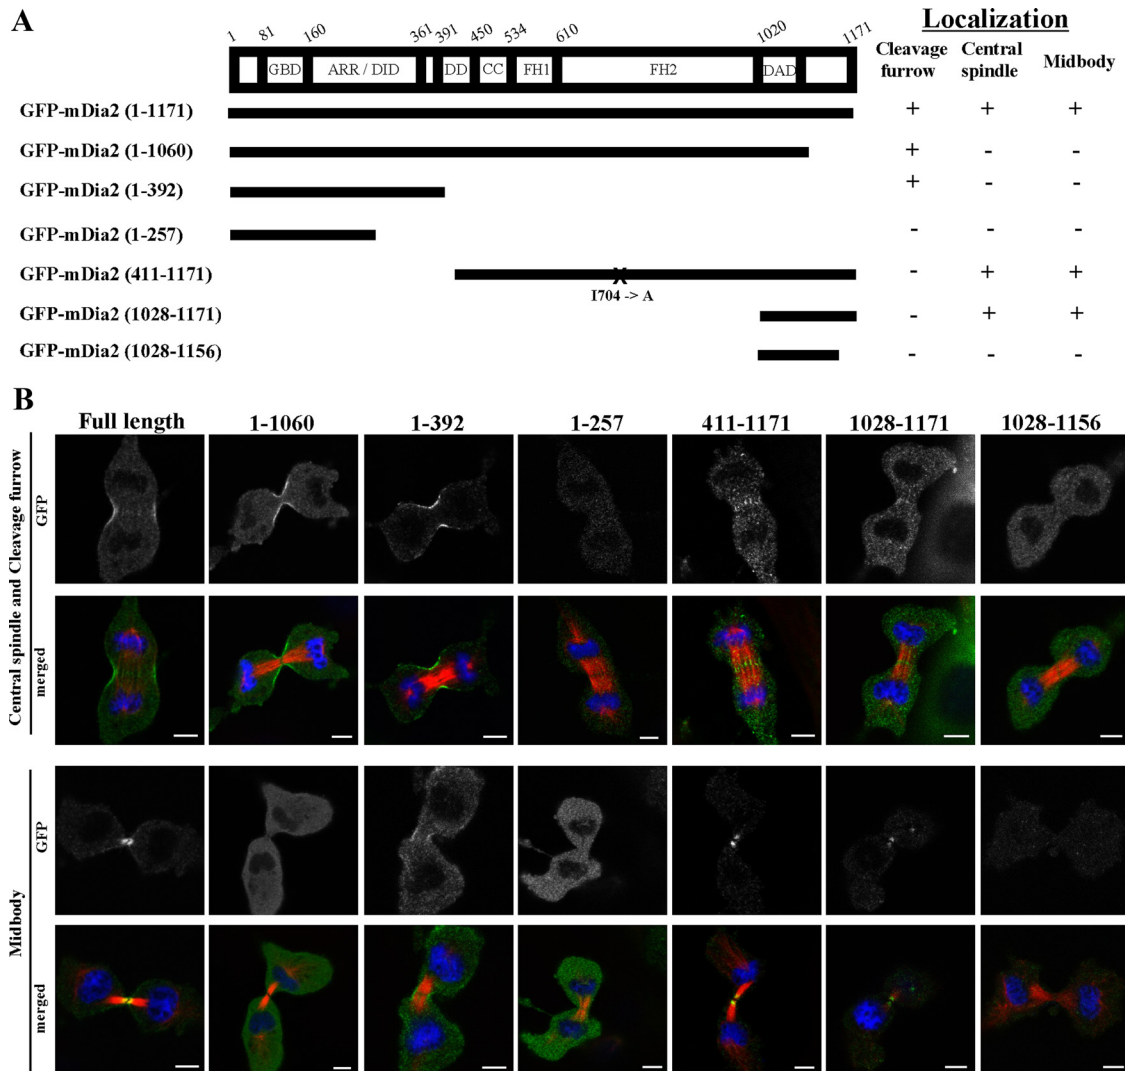 A
Localization
1 81 160 361 391 450 534 610 1020 1171
Cleavage furrow
Central spindle
Midbody
GBD ARR / DID DD CC FH1 FH2 DAD
GFP-mDia2 (1-1171) + + +
GFP-mDia2 (1-1060) + - -
GFP-mDia2 (1-392) + - -
GFP-mDia2 (1-257) - - -
GFP-mDia2 (411-1171) X - + +
I704 -> A
GFP-mDia2 (1028-1171) - + +
GFP-mDia2 (1028-1156) - - -
B
Full length 1-1060 1-392 1-257 411-1171 1028-1171 1028-1156
Central spindle and Cleavage furrow
GFP
merged
Midbody
GFP
merged